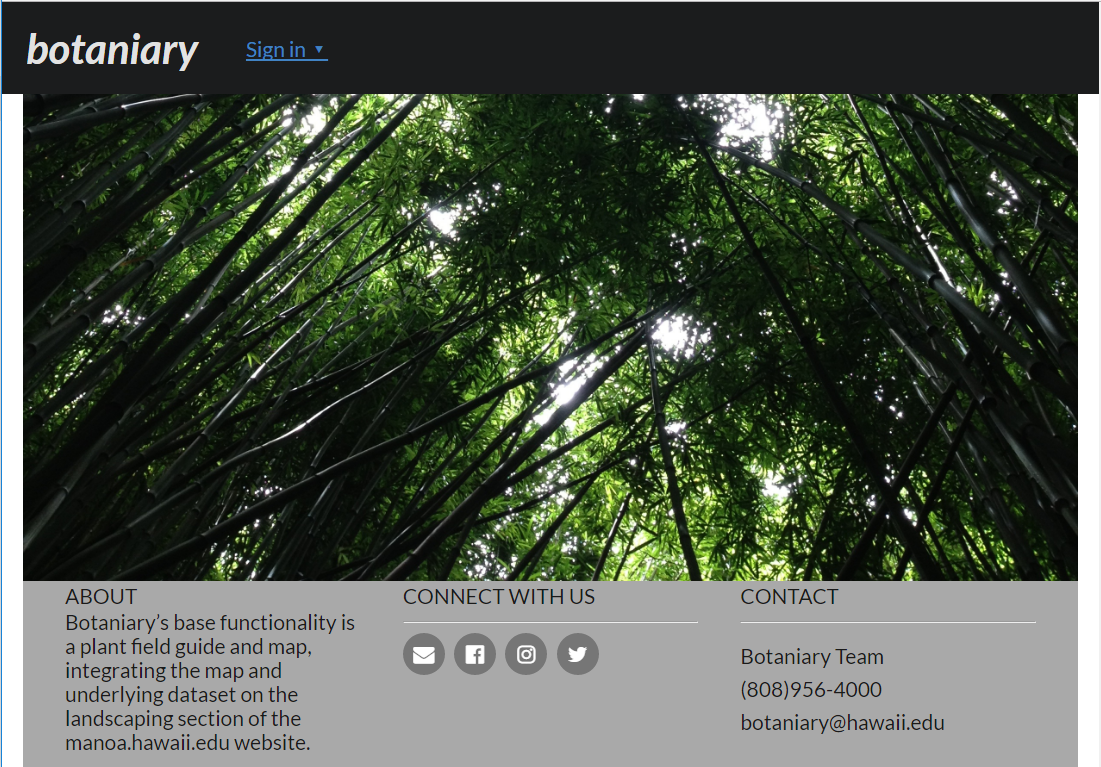 botaniary
Sign in
ABOUT
Botaniary’s base functionality is
a plant field guide and map,
integrating the map and
underlying dataset on the
landscaping section of the
manoa.hawaii.edu website.
CONNECT WITH US
CONTACT
Botaniary Team
(808)956-4000
botaniary@hawaii.edu